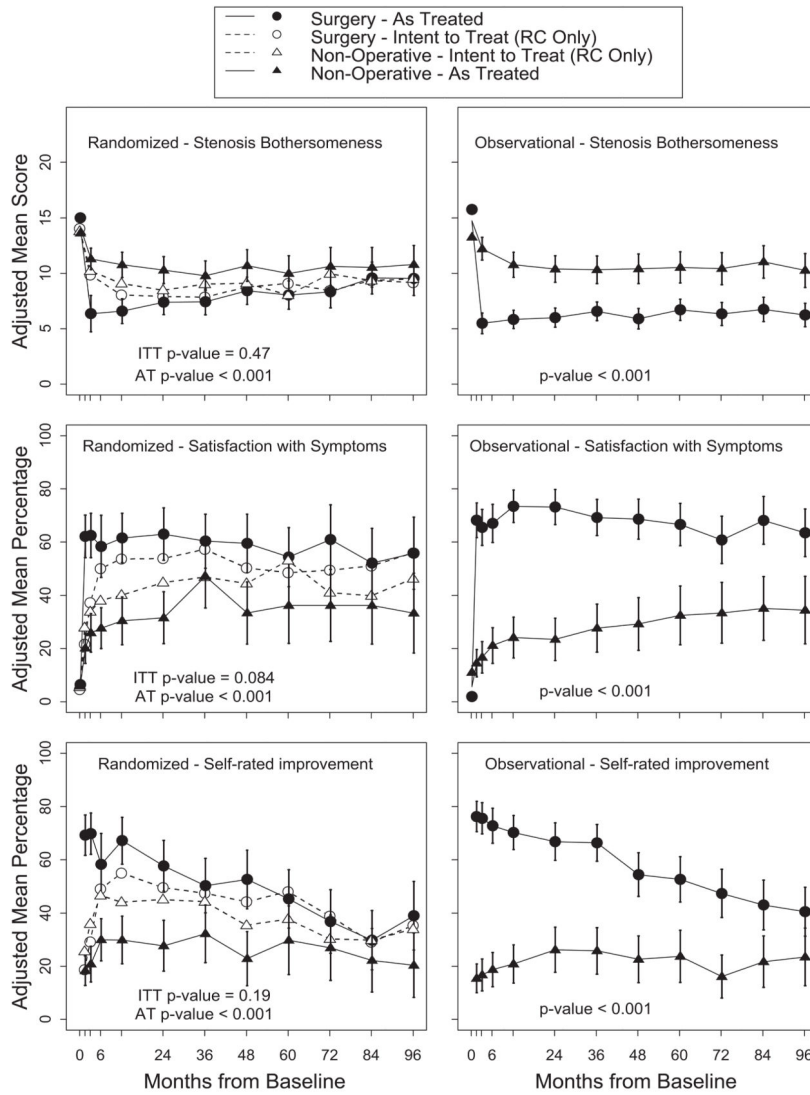 Surgery - As Treated
Surgery - Intent to Treat (RC Only)
Non-Operative - Intent to Treat (RC Only)
Non-Operative - As Treated
Adjusted Mean Score
0 5 10 15 20
Randomized - Stenosis Bothersomeness
ITT p-value = 0.47
AT p-value < 0.001
Observational - Stenosis Bothersomeness
p-value < 0.001
Adjusted Mean Percentage
0 20 40 60 80 100
Randomized - Satisfaction with Symptoms
ITT p-value = 0.084
AT p-value < 0.001
Observational - Satisfaction with Symptoms
p-value < 0.001
Adjusted Mean Percentage
0 20 40 60 80 100
Randomized - Self-rated improvement
ITT p-value = 0.19
AT p-value < 0.001
Observational - Self-rated improvement
p-value < 0.001
0 6 24 36 48 60 72 84 96
0 6 24 36 48 60 72 84 96
Months from Baseline
Months from Baseline